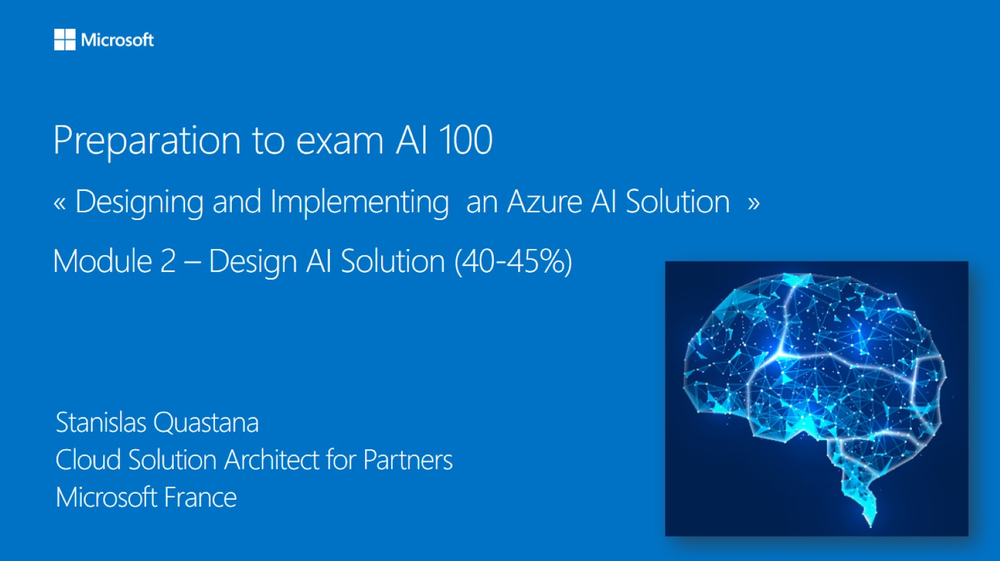 Microsoft
Preparation to exam AI 100
« Designing and Implementing  an Azure AI Solution  »
Module 2 – Design AI Solution (40-45%)
Stanislas Quastana
Cloud Solution Architect for Partners
Microsoft France